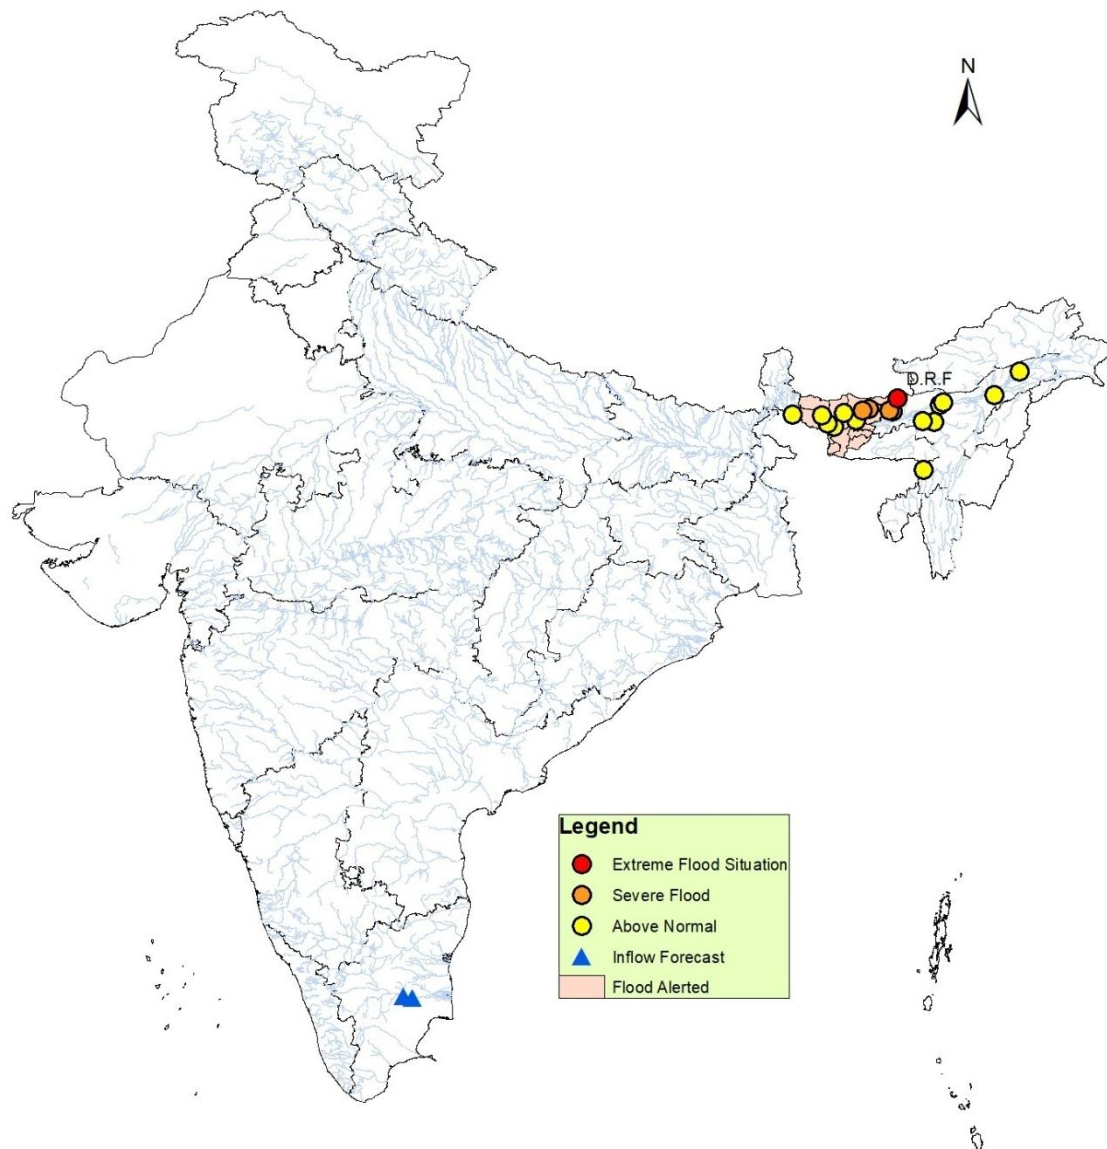 N
D.R.F
Legend
Extreme Flood Situation
Severe Flood
Above Normal
Inflow Forecast
Flood Alerted